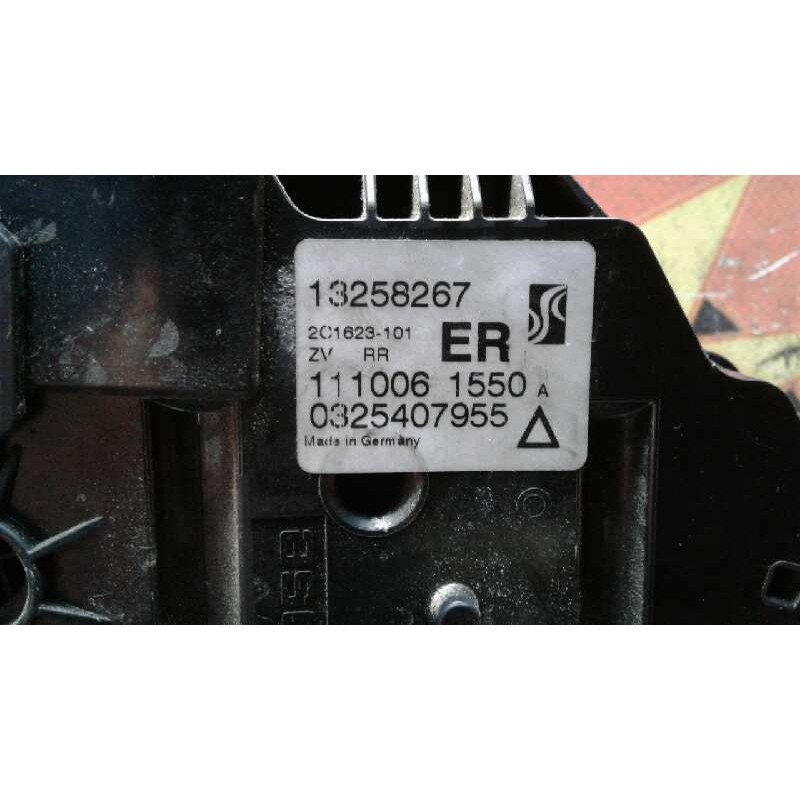 13258267
2C1623-101 ER
ZV RR
111006 1550 A
0325407955
Made in Germany